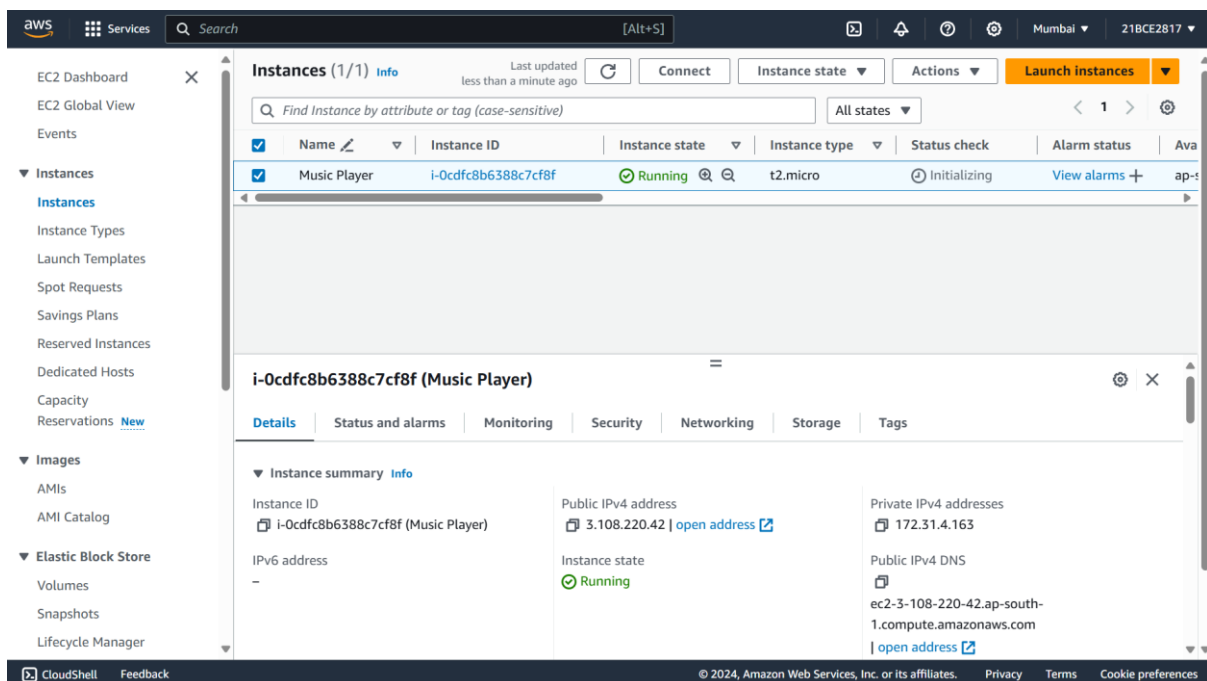 aws
Services
Search
[Alt+S]
Mumbai
21BCE2817
EC2 Dashboard
EC2 Global View
Events
Instances
Instances
Instance Types
Launch Templates
Spot Requests
Savings Plans
Reserved Instances
Dedicated Hosts
Capacity
Reservations New
Images
AMIs
AMI Catalog
Elastic Block Store
Volumes
Snapshots
Lifecycle Manager
Instances (1/1) Info
Last updated
less than a minute ago
Connect
Instance state
Actions
Launch instances
Find Instance by attribute or tag (case-sensitive)
All states
1
Name
Instance ID
Instance state
Instance type
Status check
Alarm status
Ava
Music Player
i-0cdfc8b6388c7cf8f
Running
t2.micro
Initializing
View alarms +
ap-s
i-0cdfc8b6388c7cf8f (Music Player)
Details
Status and alarms
Monitoring
Security
Networking
Storage
Tags
Instance summary Info
Instance ID
i-0cdfc8b6388c7cf8f (Music Player)
Public IPv4 address
3.108.220.42 | open address
Private IPv4 addresses
172.31.4.163
IPv6 address
–
Instance state
Running
Public IPv4 DNS
ec2-3-108-220-42.ap-south-
1.compute.amazonaws.com
| open address
CloudShell
Feedback
© 2024, Amazon Web Services, Inc. or its affiliates.
Privacy
Terms
Cookie preferences